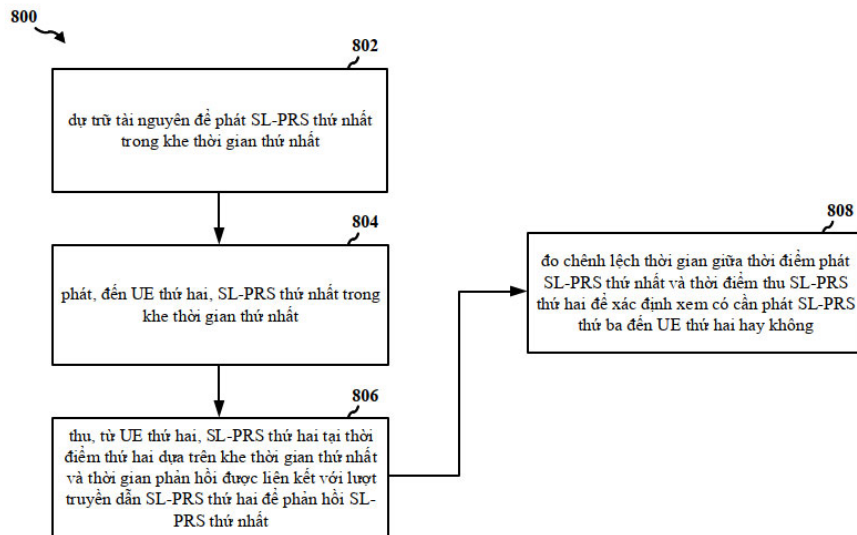 800
802
dự trữ tài nguyên để phát SL-PRS thứ nhất
trong khe thời gian thứ nhất
804
phát, đến UE thứ hai, SL-PRS thứ nhất trong
khe thời gian thứ nhất
806
thu, từ UE thứ hai, SL-PRS thứ hai tại thời
điểm thứ hai dựa trên khe thời gian thứ nhất
và thời gian phản hồi được liên kết với lượt
truyền dẫn SL-PRS thứ hai để phản hồi SL-
PRS thứ nhất
808
đo chênh lệch thời gian giữa thời điểm phát
SL-PRS thứ nhất và thời điểm thu SL-PRS
thứ hai để xác định xem có cần phát SL-PRS
thứ ba đến UE thứ hai hay không